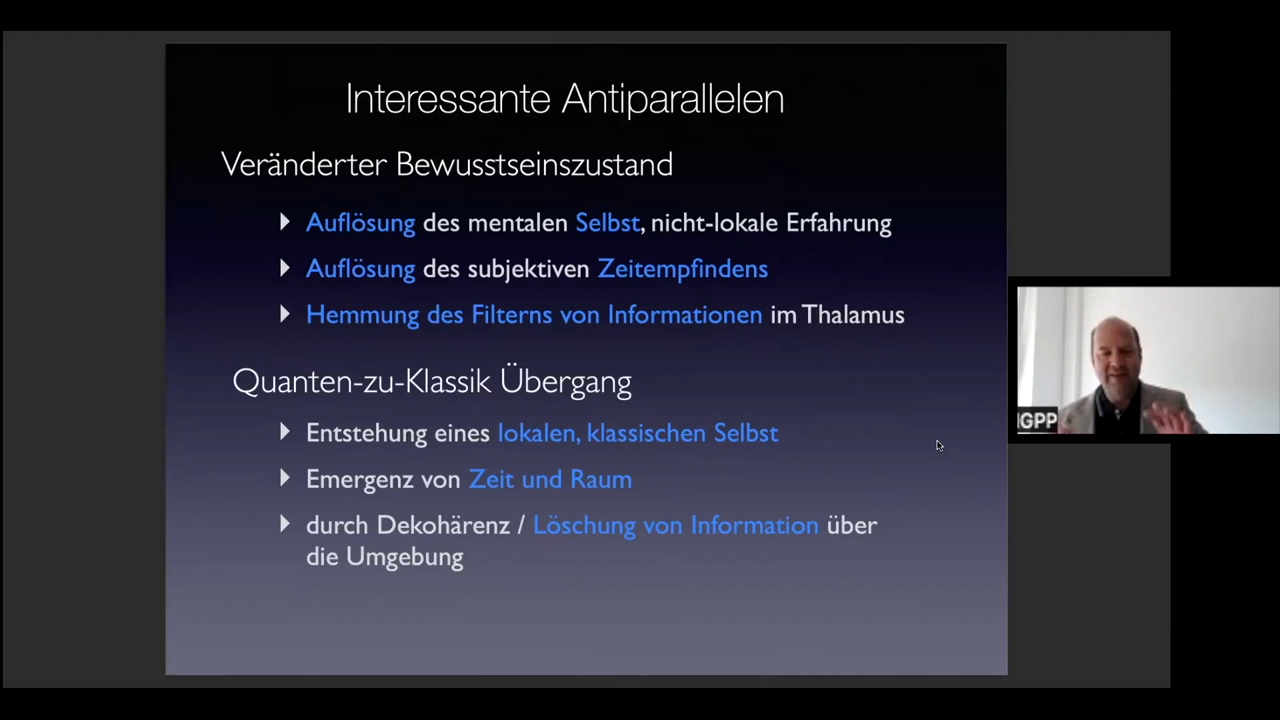 Interessante Antiparallelen
Veränderter Bewusstseinszustand
Auflösung des mentalen Selbst, nicht-lokale Erfahrung
Auflösung des subjektiven Zeitempfindens
Hemmung des Filterns von Informationen im Thalamus
Quanten-zu-Klassik Übergang
Entstehung eines lokalen, klassischen Selbst
Emergenz von Zeit und Raum
durch Dekohärenz / Löschung von Information über
die Umgebung
IGPP